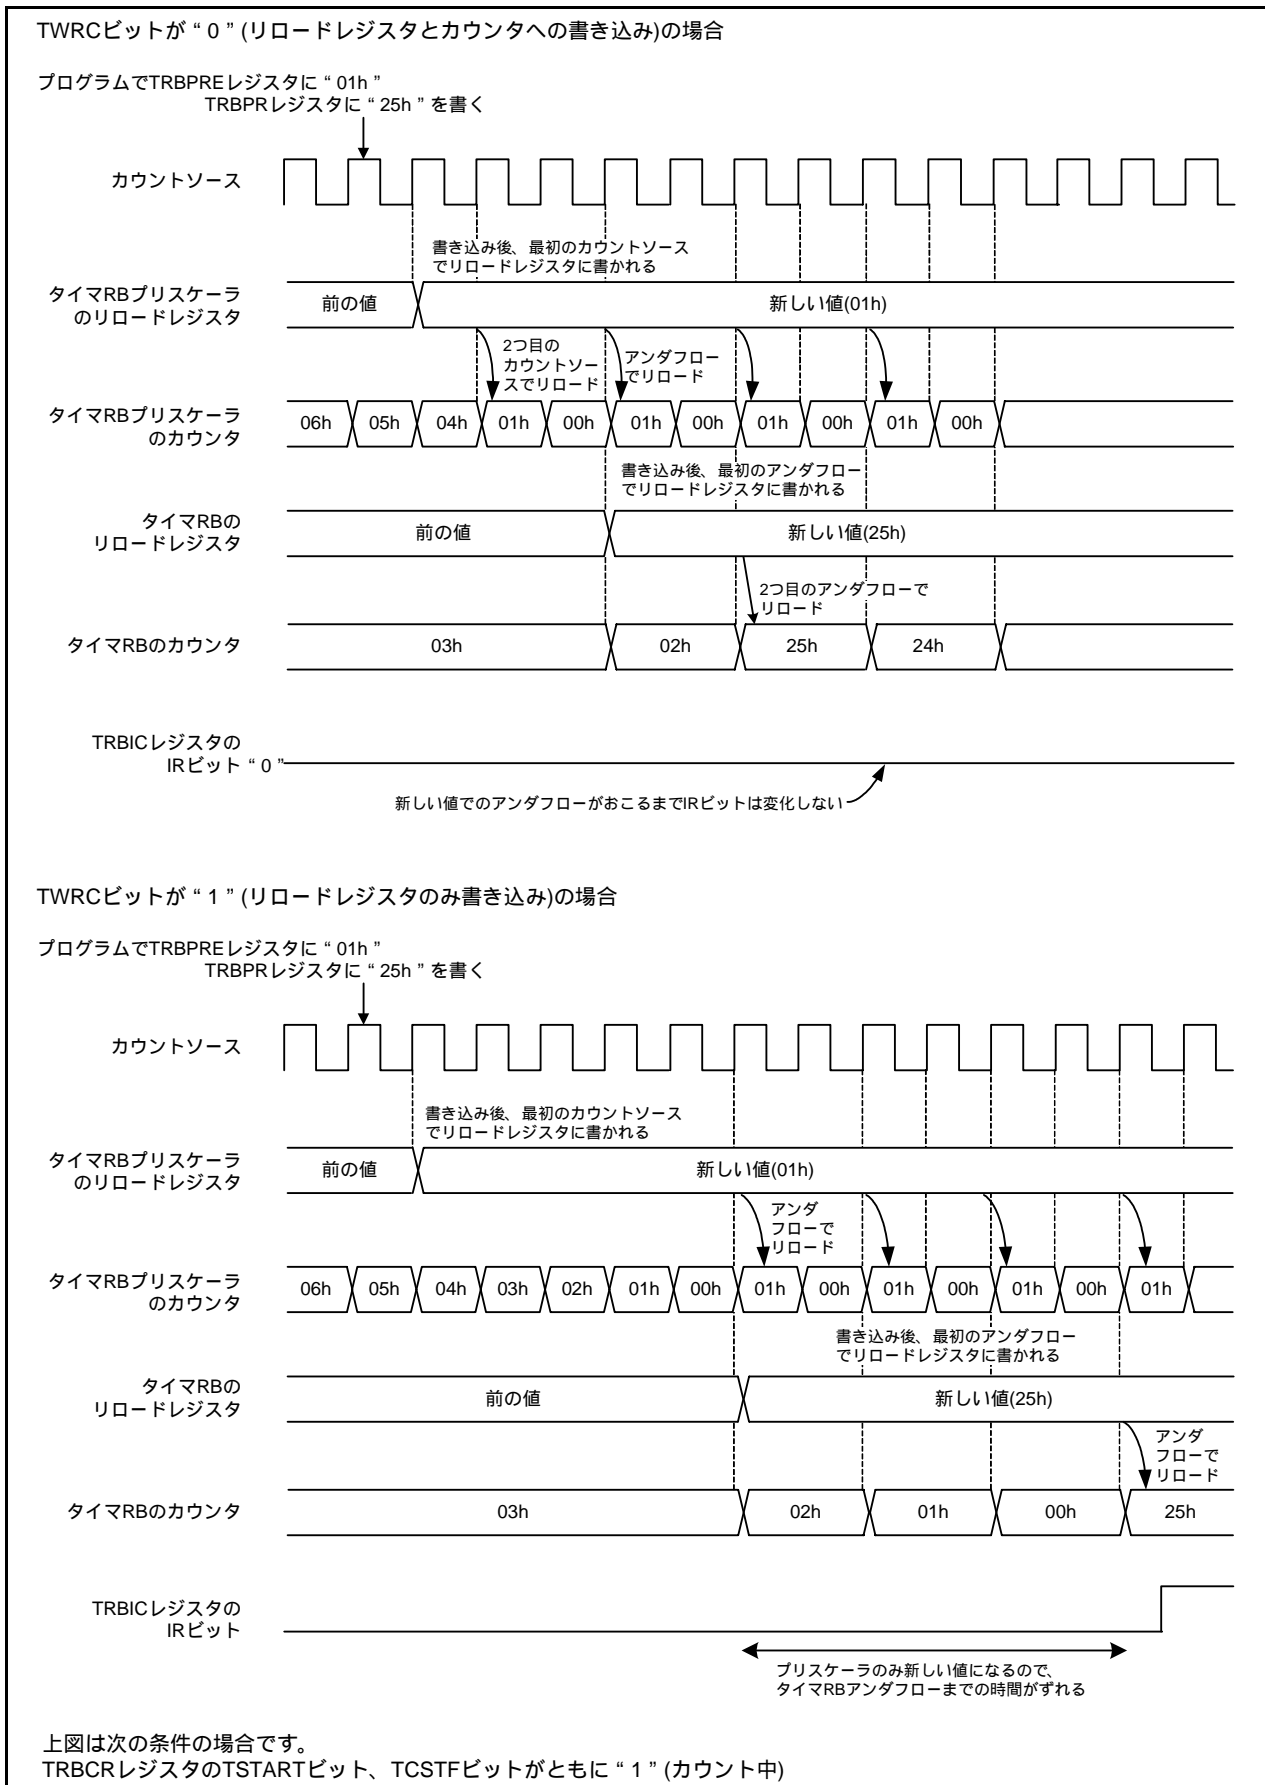 TWRCビットが “ 0 ” (リロードレジスタとカウンタへの書き込み)の場合
プログラムでTRBPREレジスタに “ 01h ”
TRBPRレジスタに “ 25h ” を書く
カウントソース
書き込み後、最初のカウントソース
でリロードレジスタに書かれる
タイマRBプリスケーラ
のリロードレジスタ
前の値
新しい値(01h)
2つ目の
カウントソー
スでリロード
アンダフロー
でリロード
タイマRBプリスケーラ
のカウンタ
06h 05h 04h 01h 00h 01h 00h 01h 00h 01h 00h
書き込み後、最初のアンダフロー
でリロードレジスタに書かれる
タイマRBの
リロードレジスタ
前の値
新しい値(25h)
2つ目のアンダフローで
リロード
タイマRBのカウンタ
03h 02h 25h 24h
TRBICレジスタの
IRビット “ 0 ”
新しい値でのアンダフローがおこるまでIRビットは変化しない
TWRCビットが “ 1 ” (リロードレジスタのみ書き込み)の場合
プログラムでTRBPREレジスタに “ 01h ”
TRBPRレジスタに “ 25h ” を書く
カウントソース
書き込み後、最初のカウントソース
でリロードレジスタに書かれる
タイマRBプリスケーラ
のリロードレジスタ
前の値
新しい値(01h)
アンダ
フローで
リロード
タイマRBプリスケーラ
のカウンタ
06h 05h 04h 03h 02h 01h 00h 01h 00h 01h 00h 01h 00h 01h
書き込み後、最初のアンダフロー
でリロードレジスタに書かれる
タイマRBの
リロードレジスタ
前の値
新しい値(25h)
アンダ
フローで
リロード
タイマRBのカウンタ
03h 02h 01h 00h 25h
TRBICレジスタの
IRビット
プリスケーラのみ新しい値になるので、
タイマRBアンダフローまでの時間がずれる
上図は次の条件の場合です。
TRBCRレジスタのTSTARTビット、TCSTFビットがともに “ 1 ” (カウント中)